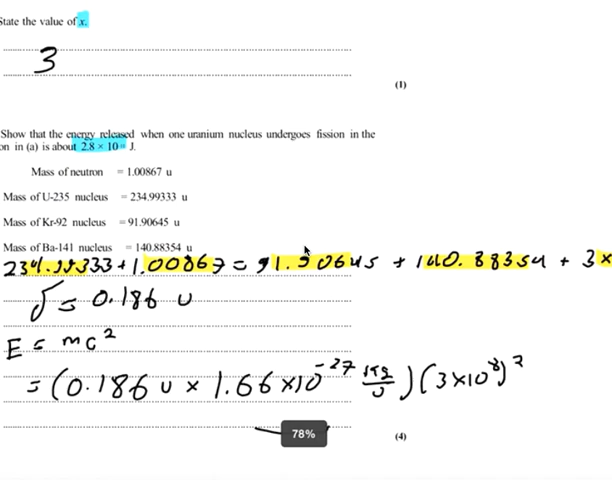 State the value of x.
3
(1)
Show that the energy released when one uranium nucleus undergoes fission in the
on in (a) is about 2.8 × 10⁻¹¹ J.
Mass of neutron = 1.00867 u
Mass of U-235 nucleus = 234.99333 u
Mass of Kr-92 nucleus = 91.90645 u
Mass of Ba-141 nucleus = 140.88354 u
234.99333 + 1.00867 = 91.90645 + 140.88354 + 3×
δ = 0.186 u
E = mc²
= (0.186 u × 1.66 × 10⁻²⁷ kg/u) (3×10⁸)²
78%
(4)